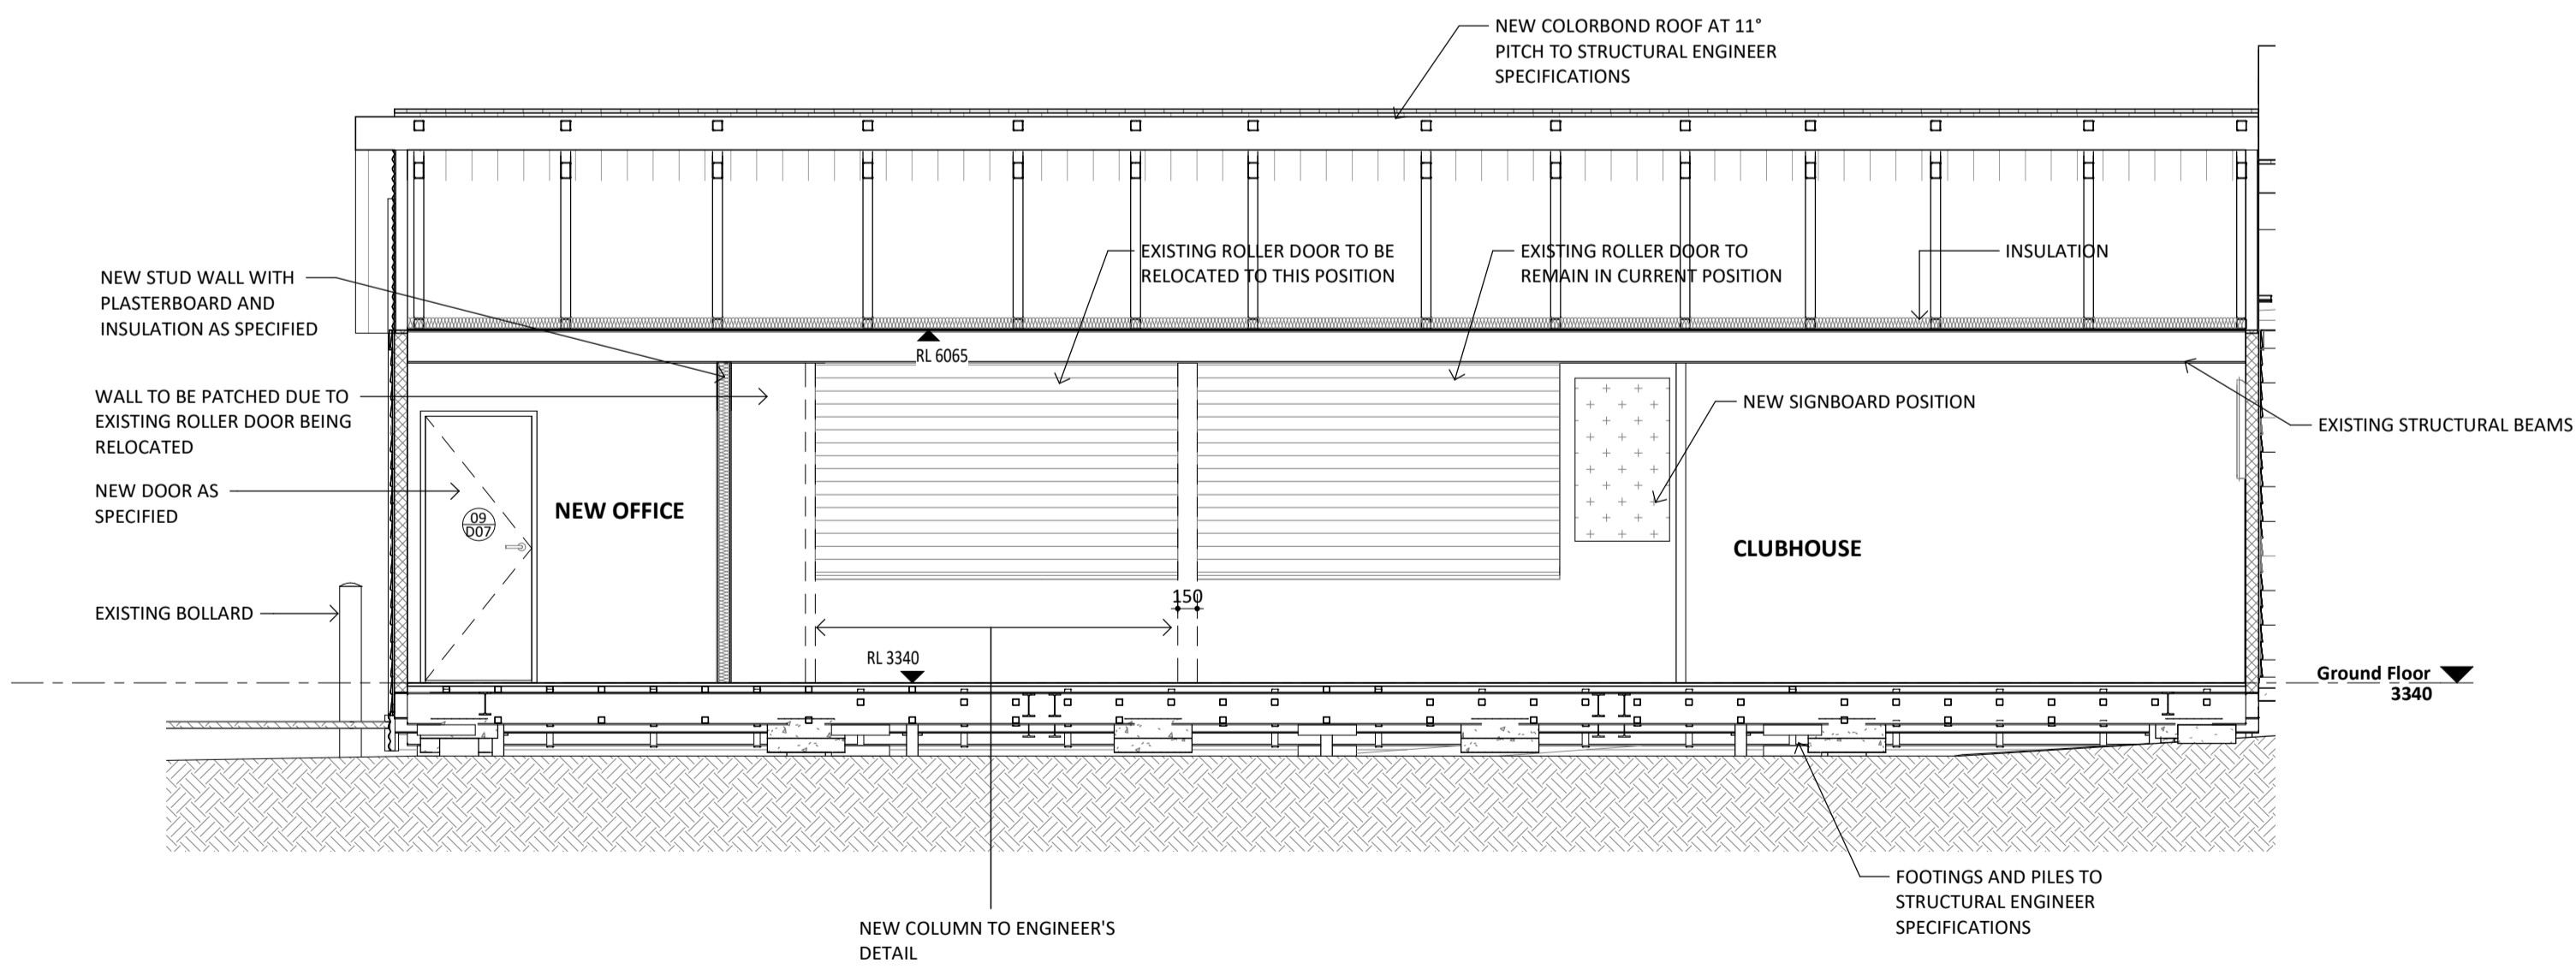 NEW COLORBOND ROOF AT 11°
PITCH TO STRUCTURAL ENGINEER
SPECIFICATIONS
EXISTING ROLLER DOOR TO BE
RELOCATED TO THIS POSITION
EXISTING ROLLER DOOR TO
REMAIN IN CURRENT POSITION
INSULATION
NEW STUD WALL WITH
PLASTERBOARD AND
INSULATION AS SPECIFIED
RL 6065
WALL TO BE PATCHED DUE TO
EXISTING ROLLER DOOR BEING
RELOCATED
NEW SIGNBOARD POSITION
EXISTING STRUCTURAL BEAMS
NEW DOOR AS
SPECIFIED
09
D07
NEW OFFICE
CLUBHOUSE
EXISTING BOLLARD
150
RL 3340
Ground Floor
3340
FOOTINGS AND PILES TO
STRUCTURAL ENGINEER
SPECIFICATIONS
NEW COLUMN TO ENGINEER'S
DETAIL